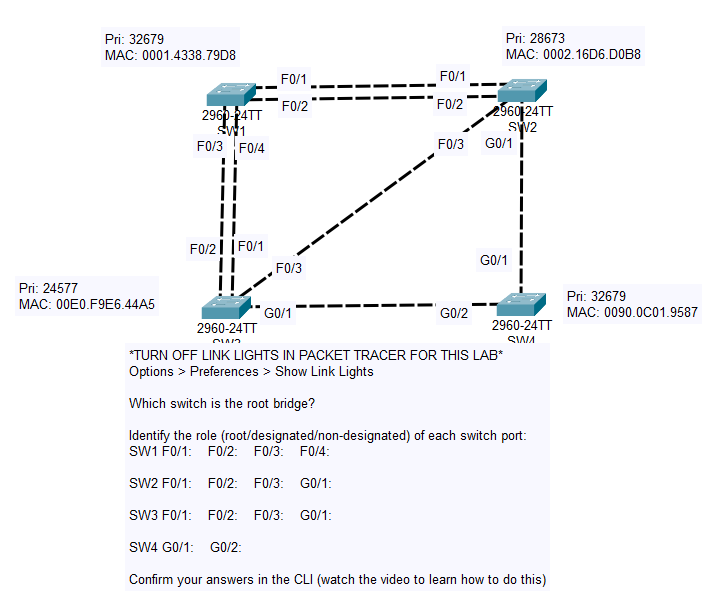 Pri: 32679
MAC: 0001.4338.79D8
Pri: 28673
MAC: 0002.16D6.D0B8
F0/1
F0/1
F0/2
F0/2
2960-24TT
SW1
2960-24TT
SW2
F0/3
F0/4
F0/3
G0/1
F0/2
F0/1
F0/3
G0/1
Pri: 24577
MAC: 00E0.F9E6.44A5
Pri: 32679
MAC: 0090.0C01.9587
G0/1
G0/2
2960-24TT
SW3
2960-24TT
SW4
*TURN OFF LINK LIGHTS IN PACKET TRACER FOR THIS LAB*
Options > Preferences > Show Link Lights
Which switch is the root bridge?
Identify the role (root/designated/non-designated) of each switch port:
SW1 F0/1: F0/2: F0/3: F0/4:
SW2 F0/1: F0/2: F0/3: G0/1:
SW3 F0/1: F0/2: F0/3: G0/1:
SW4 G0/1: G0/2:
Confirm your answers in the CLI (watch the video to learn how to do this)